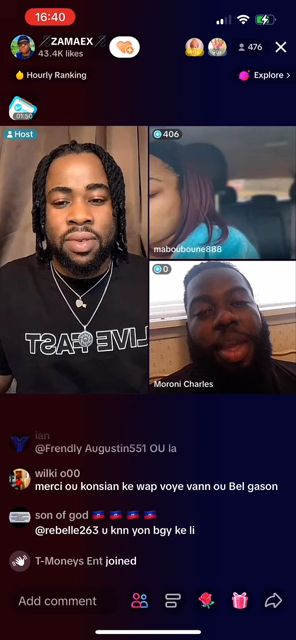 16:40
ZAMAEX
43.4K likes
476
Hourly Ranking
Explore >
01:50
Host
406
mabouboune888
LIVE FAST
0
Moroni Charles
ian
@Frendly Augustin551 OU la
wilki o00
merci ou konsian ke wap voye vann ou Bel gason
son of god 🇭🇹 🇭🇹 🇭🇹 🇭🇹
@rebelle263 u knn yon bgy ke li
T-Moneys Ent joined
Add comment